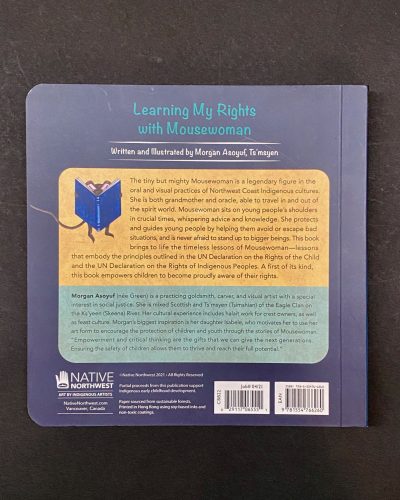 Learning My Rights
with Mousewoman
Written and Illustrated by Morgan Asoyuf, Ts'msyen
The tiny but mighty Mousewoman is a legendary figure in the
oral and visual practices of Northwest Coast Indigenous cultures.
She is both grandmother and oracle, able to travel in and out of
the spirit world. Mousewoman sits on young people's shoulders
in crucial times, whispering advice and knowledge. She protects
and guides young people by helping them avoid or escape bad
situations, and is never afraid to stand up to bigger beings. This book
brings to life the timeless lessons of Mousewoman—lessons
that embody the principles outlined in the UN Declaration on the Rights of the Child
and the UN Declaration on the Rights of Indigenous Peoples. A first of its kind,
this book empowers children to become proudly aware of their rights.
Morgan Asoyuf (née Green) is a practicing goldsmith, carver, and visual artist with a special
interest in social justice. She is mixed Scottish and Ts'msyen (Tsimshian) of the Eagle Clan on
the Ksyeen (Skeena) River. Her cultural experience includes halait work for crest owners, as well
as feast culture. Morgan's biggest inspiration is her daughter Isabele, who motivates her to use her
art form to encourage the protection of children and youth through the stories of Mousewoman.
"Empowerment and critical thinking are the gifts that we can give the next generations.
Ensuring the safety of children allows them to thrive and reach their full potential."
NATIVE
NORTHWEST
ART BY INDIGENOUS ARTISTS
NativeNorthwest.com
Vancouver, Canada
©Native Northwest 2021 • All Rights Reserved
Partial proceeds from this publication support
Indigenous early childhood development.
Paper sourced from sustainable forests.
Printed in Hong Kong using soy-based inks and
non-toxic coatings.